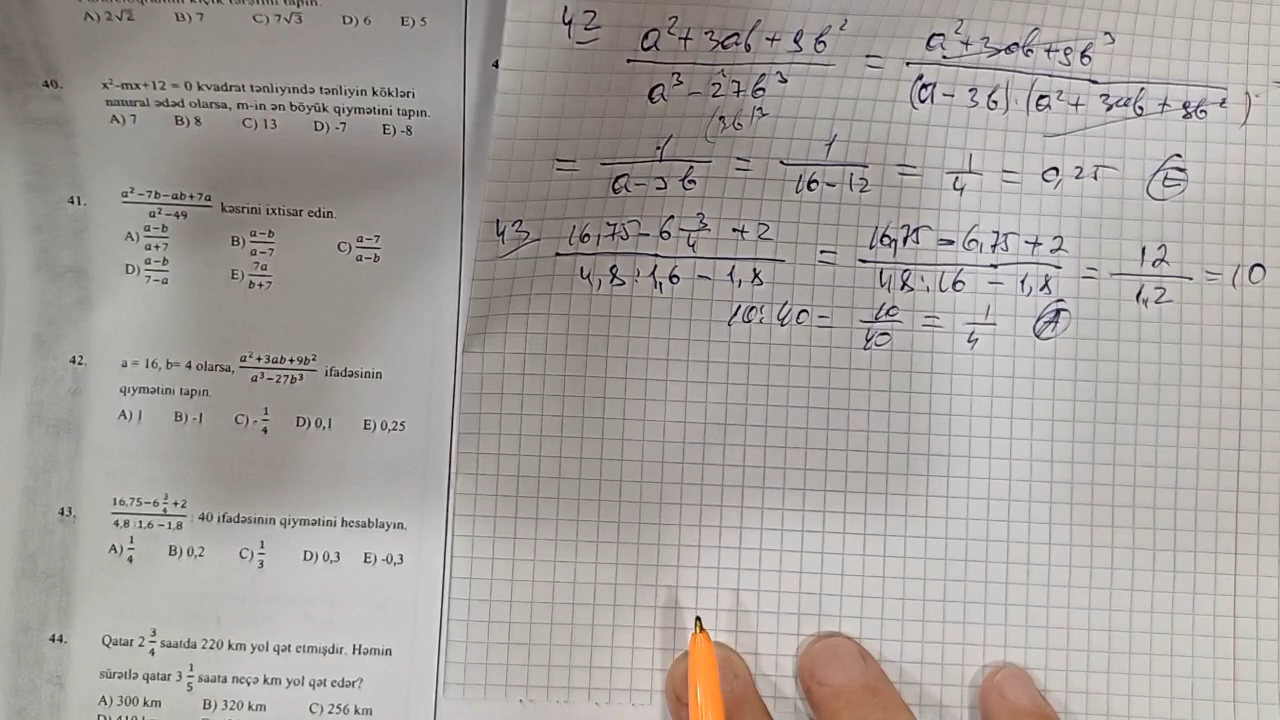 A) 2√2 B) 7 C) 7√3 D) 6 E) 5
40. x²-mx+12 = 0 kvadrat tənliyində tənliyin kökləri
natural ədəd olarsa, m-in ən böyük qiymətini tapın.
A) 7 B) 8 C) 13 D) -7 E) -8
41. (a²-7b-ab+7a)/(a²-49) kəsrini ixtisar edin.
A) (a-b)/(a+7) B) (a-b)/(a-7) C) (a-7)/(a-b)
D) (a-b)/(7-a) E) 7a/(b+7)
42. a = 16, b= 4 olarsa, (a²+3ab+9b²)/(a³-27b³) ifadəsinin
qiymətini tapın.
A) 1 B) -1 C) -1/4 D) 0,1 E) 0,25
43. (16,75-6 3/4+2)/(4,8:1,6-1,8) : 40 ifadəsinin qiymətini hesablayın.
A) 1/4 B) 0,2 C) 1/3 D) 0,3 E) -0,3
44. Qatar 2 3/4 saatda 220 km yol qət etmişdir. Həmin
sürətlə qatar 3 1/5 saata neçə km yol qət edər?
A) 300 km B) 320 km C) 256 km
4
42 (a²+3ab+9b²)/(a³-27b³) = (a²+3ab+9b³)/((a-3b)·(a²+3ab+9b²)) =
= 1/(a-3b) = 1/(16-12) = 1/4 = 0,25 E
43 (16,75-6 3/4+2)/(4,8:1,6-1,8) = (16,75-6,75+2)/(48:16-1,8) = 12/1,2 = 10
10:40= 10/40 = 1/4 A